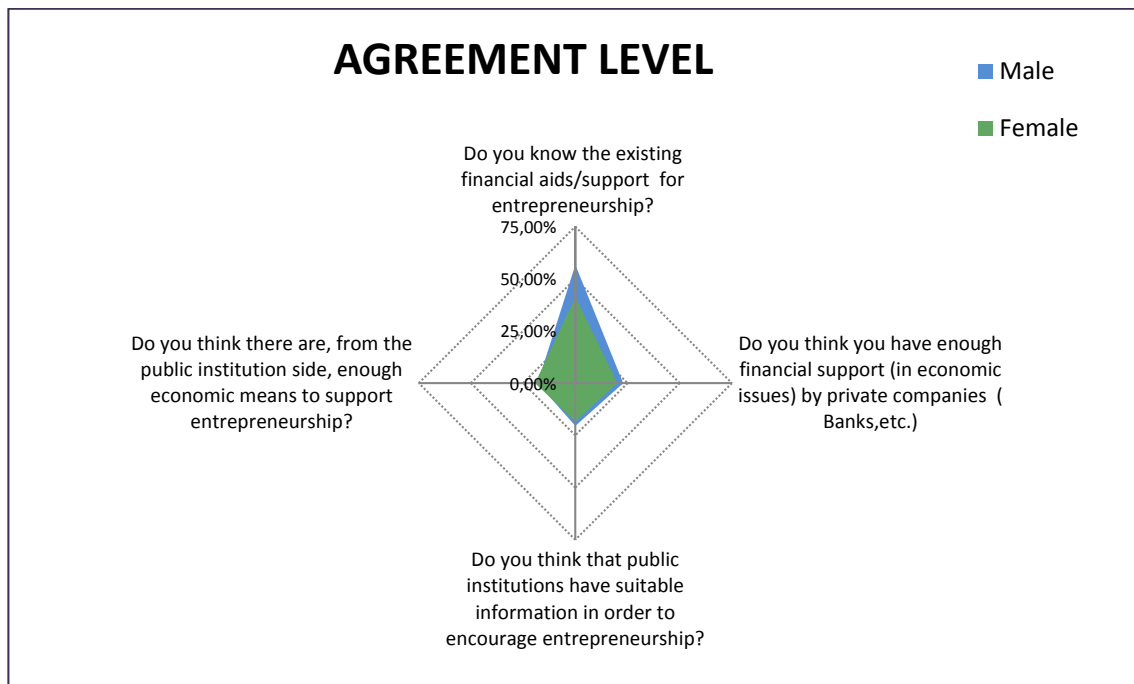 AGREEMENT LEVEL
Male
Female
Do you know the existing
financial aids/support for
entrepreneurship?
75,00%
50,00%
25,00%
0,00%
Do you think you have enough
financial support (in economic
issues) by private companies (
Banks,etc.)
Do you think that public
institutions have suitable
information in order to
encourage entrepreneurship?
Do you think there are, from the
public institution side, enough
economic means to support
entrepreneurship?